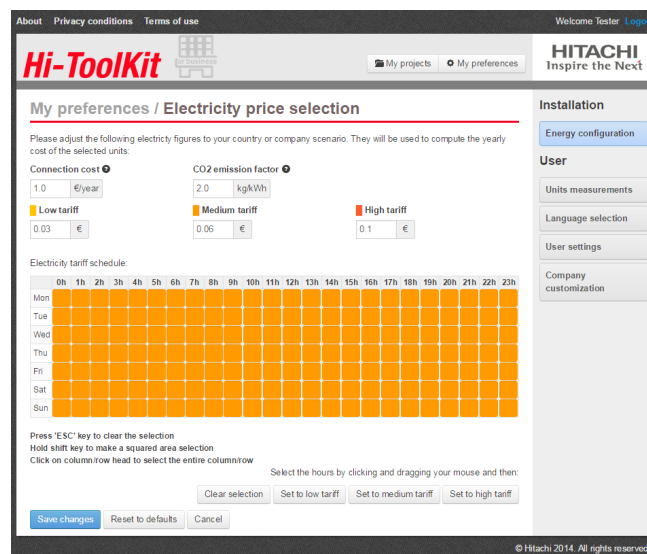 About Privacy conditions Terms of use Welcome Tester Logo
Hi-ToolKit for business My projects My preferences HITACHI
Inspire the Next
My preferences / Electricity price selection
Please adjust the following electricty figures to your country or company scenario. They will be used to compute the yearly
cost of the selected units:
Connection cost CO2 emission factor
1.0 €/year 2.0 kg/kWh
Low tariff Medium tariff High tariff
0.03 € 0.06 € 0.1 €
Electricity tariff schedule:
0h 1h 2h 3h 4h 5h 6h 7h 8h 9h 10h 11h 12h 13h 14h 15h 16h 17h 18h 19h 20h 21h 22h 23h
Mon
Tue
Wed
Thu
Fri
Sat
Sun
Press 'ESC' key to clear the selection
Hold shift key to make a squared area selection
Click on column/row head to select the entire column/row
Select the hours by clicking and dragging your mouse and then:
Clear selection Set to low tariff Set to medium tariff Set to high tariff
Save changes Reset to defaults Cancel
Installation
Energy configuration
User
Units measurements
Language selection
User settings
Company
customization
© Hitachi 2014. All rights reserved